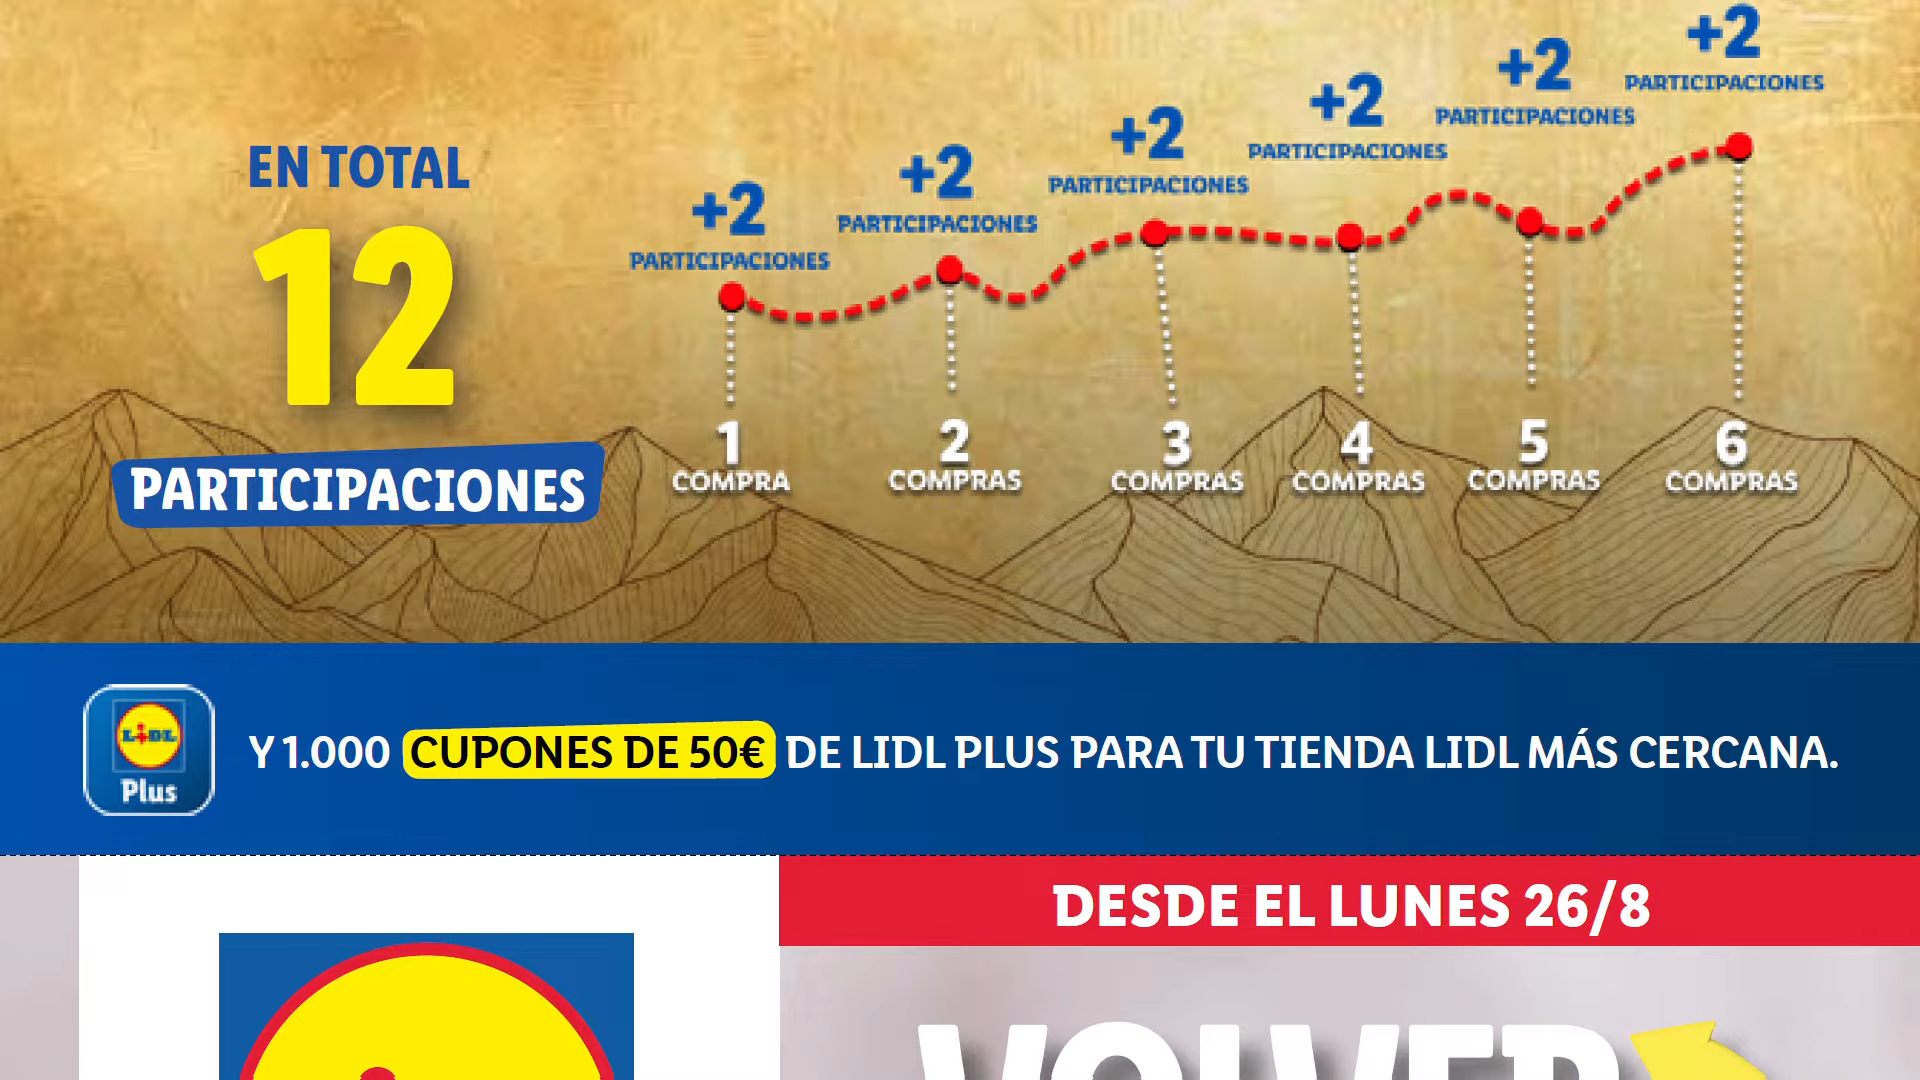 EN TOTAL
12
PARTICIPACIONES
+2
PARTICIPACIONES
+2
PARTICIPACIONES
+2
PARTICIPACIONES
+2
PARTICIPACIONES
+2
PARTICIPACIONES
+2
PARTICIPACIONES
1
COMPRA
2
COMPRAS
3
COMPRAS
4
COMPRAS
5
COMPRAS
6
COMPRAS
LIDL
Plus
Y 1.000 CUPONES DE 50€ DE LIDL PLUS PARA TU TIENDA LIDL MÁS CERCANA.
DESDE EL LUNES 26/8
VOLVER